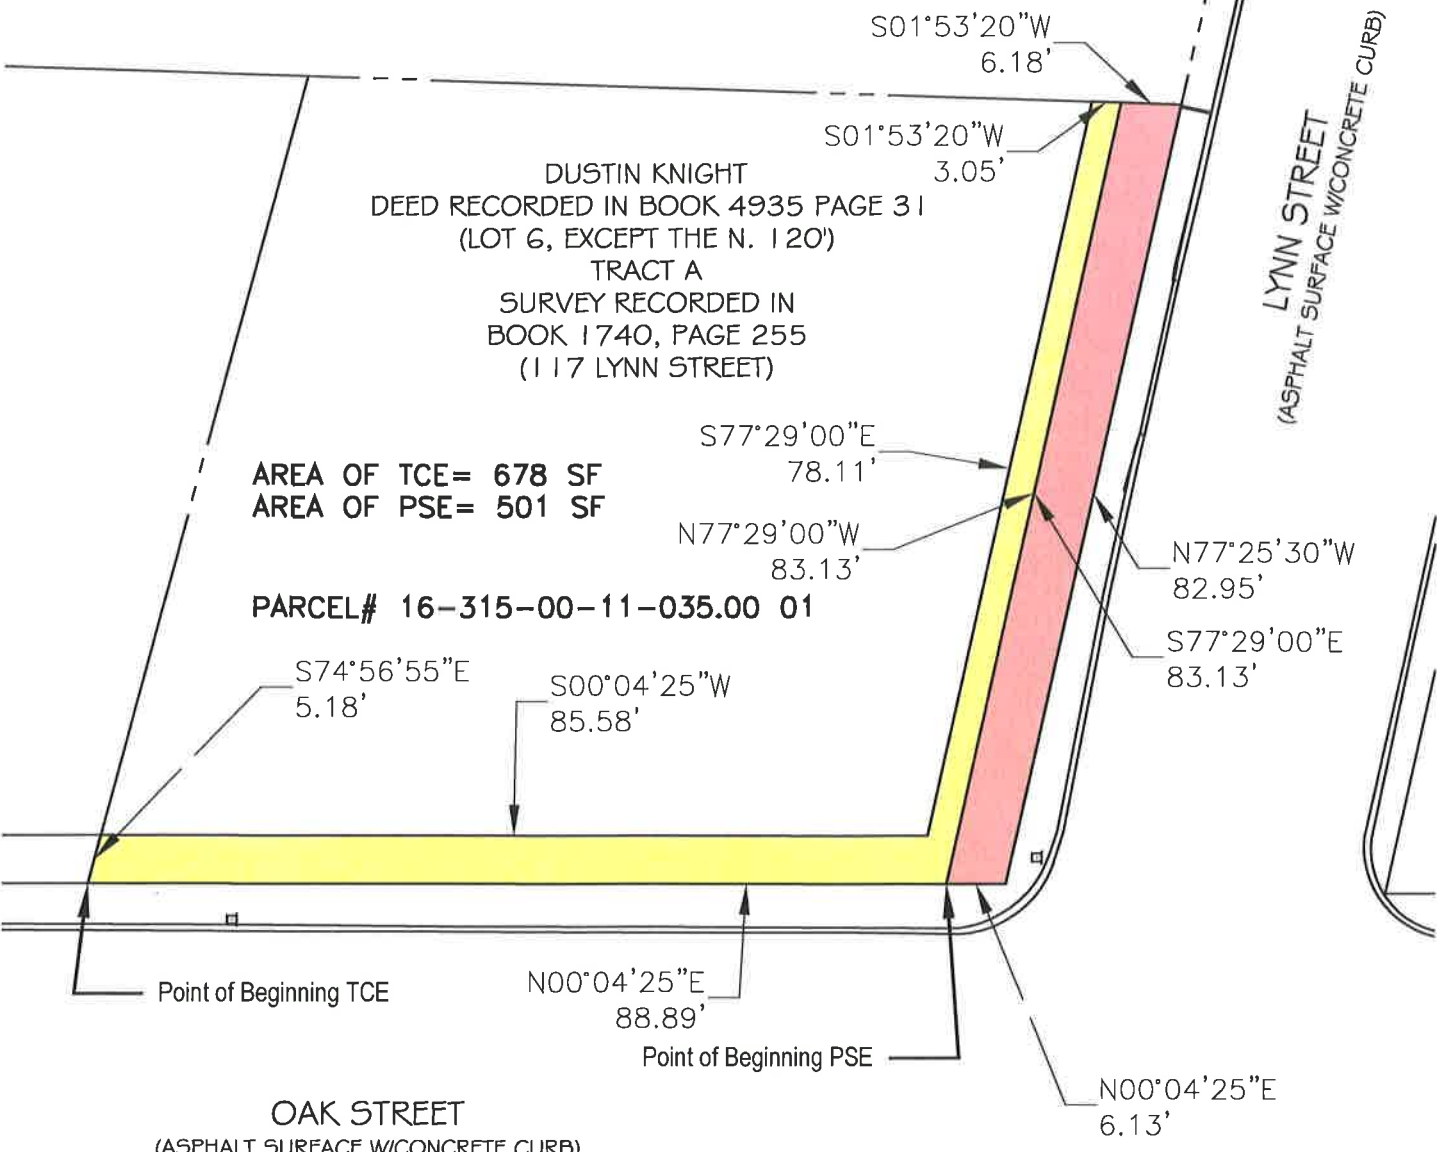 S01°53'20"W
6.18'
S01°53'20"W
3.05'
LYNN STREET
(ASPHALT SURFACE W/CONCRETE CURB)
DUSTIN KNIGHT
DEED RECORDED IN BOOK 4935 PAGE 31
(LOT 6, EXCEPT THE N. 120')
TRACT A
SURVEY RECORDED IN
BOOK 1740, PAGE 255
(117 LYNN STREET)
S77°29'00"E
78.11'
AREA OF TCE= 678 SF
AREA OF PSE= 501 SF
N77°29'00"W
83.13'
N77°25'30"W
82.95'
PARCEL# 16-315-00-11-035.00 01
S77°29'00"E
83.13'
S74°56'55"E
5.18'
S00°04'25"W
85.58'
Point of Beginning TCE
N00°04'25"E
88.89'
Point of Beginning PSE
N00°04'25"E
6.13'
OAK STREET
(ASPHALT SURFACE W/CONCRETE CURB)